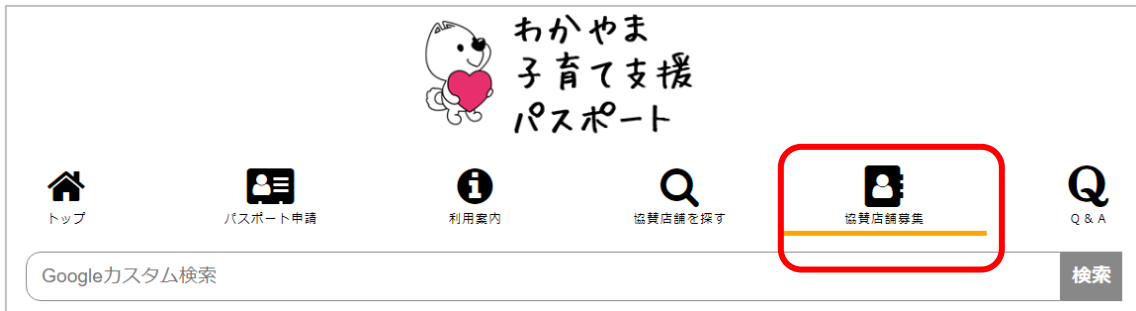 わかやま
子育て支援
パスポート
トップ
パスポート申請
利用案内
協賛店舗を探す
協賛店舗募集
Q
Q & A
Googleカスタム検索
検索